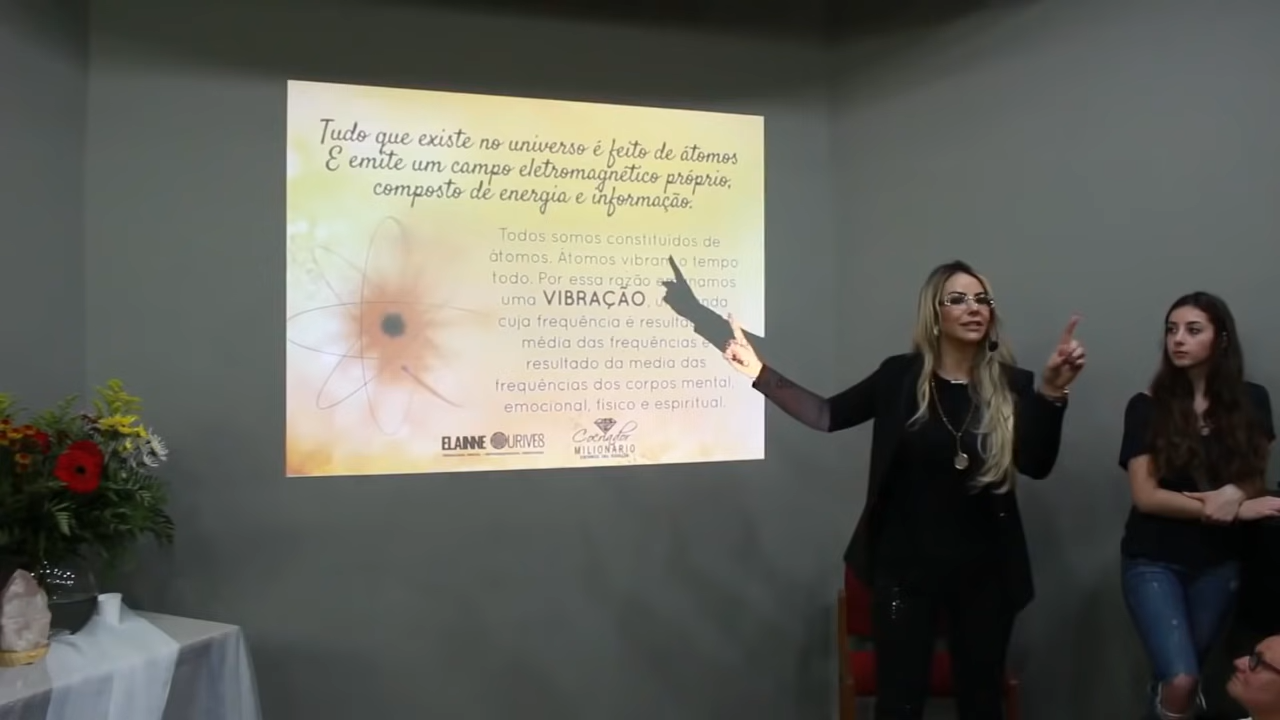 Tudo que existe no universo é feito de átomos
E emite um campo eletromagnético próprio,
composto de energia e informação.
Todos somos constituídos de
átomos. Átomos vibram o tempo
todo. Por essa razão emanamos
uma VIBRAÇÃO,
cuja frequência é
média das frequências e
resultado da media das
frequências dos corpos mental,
emocional, físico e espiritual.
ELAINNE OURIVES
Cocriador
MILIONÁRIO